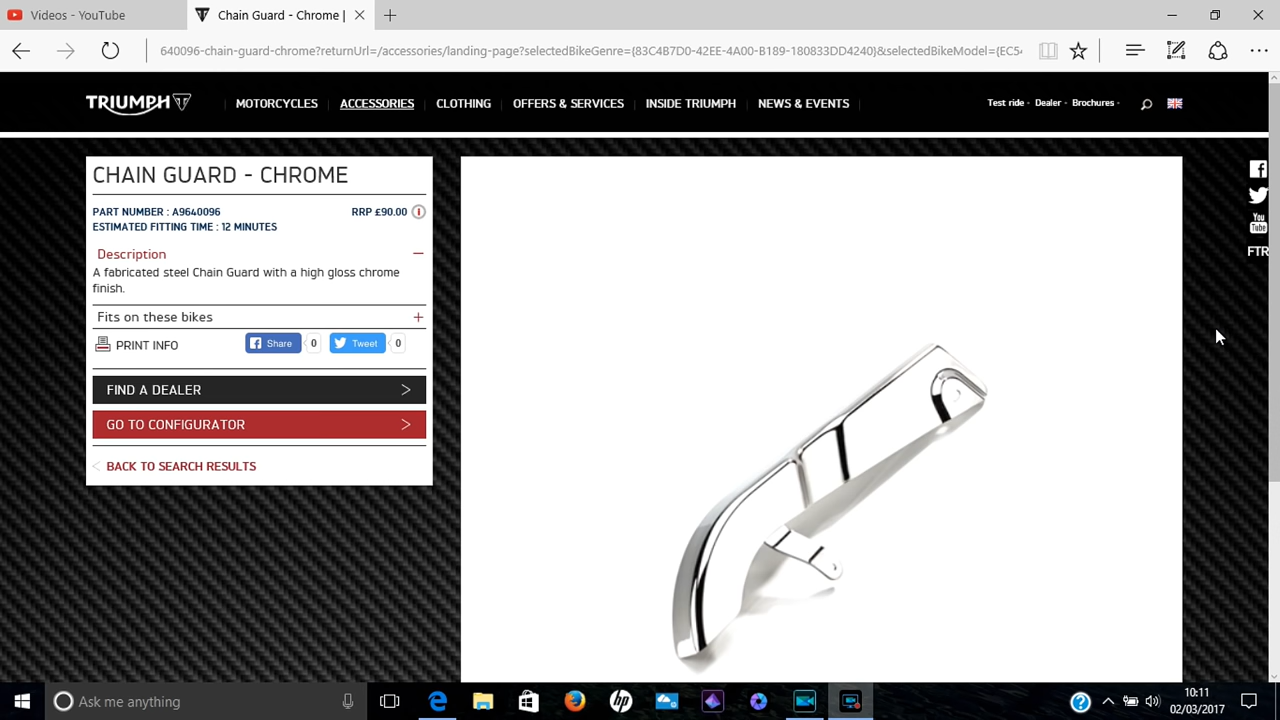 Videos - YouTube
Chain Guard - Chrome |
640096-chain-guard-chrome?returnUrl=/accessories/landing-page?selectedBikeGenre={83C4B7D0-42EE-4A00-B189-180833DD4240}&selectedBikeModel={EC54
TRIUMPH
MOTORCYCLES
ACCESSORIES
CLOTHING
OFFERS & SERVICES
INSIDE TRIUMPH
NEWS & EVENTS
Test ride
Dealer
Brochures
CHAIN GUARD - CHROME
PART NUMBER : A9640096 RRP £90.00
ESTIMATED FITTING TIME : 12 MINUTES
Description
A fabricated steel Chain Guard with a high gloss chrome
finish.
Fits on these bikes
PRINT INFO
Share 0
Tweet 0
FIND A DEALER
GO TO CONFIGURATOR
BACK TO SEARCH RESULTS
You
Tube
FTR
Ask me anything
hp
10:11
02/03/2017